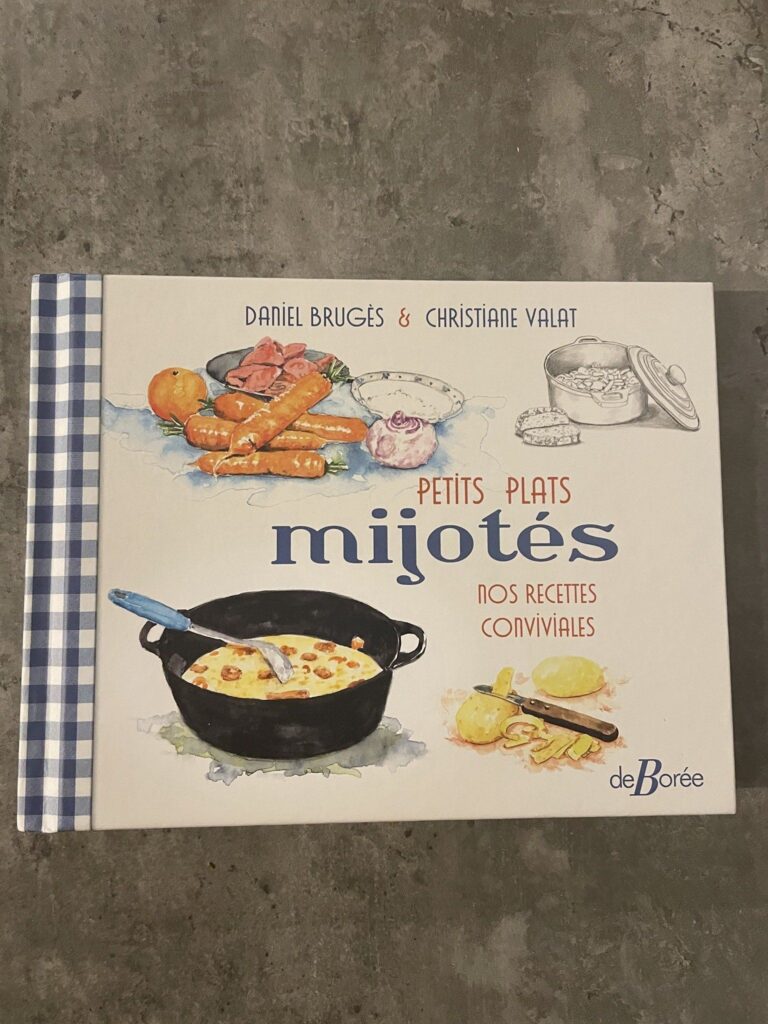 DANIEL BRUGÈS & CHRISTIANE VALAT
PETITS PLATS
mijotés
NOS RECETTES
CONVIVIALES
deBorée